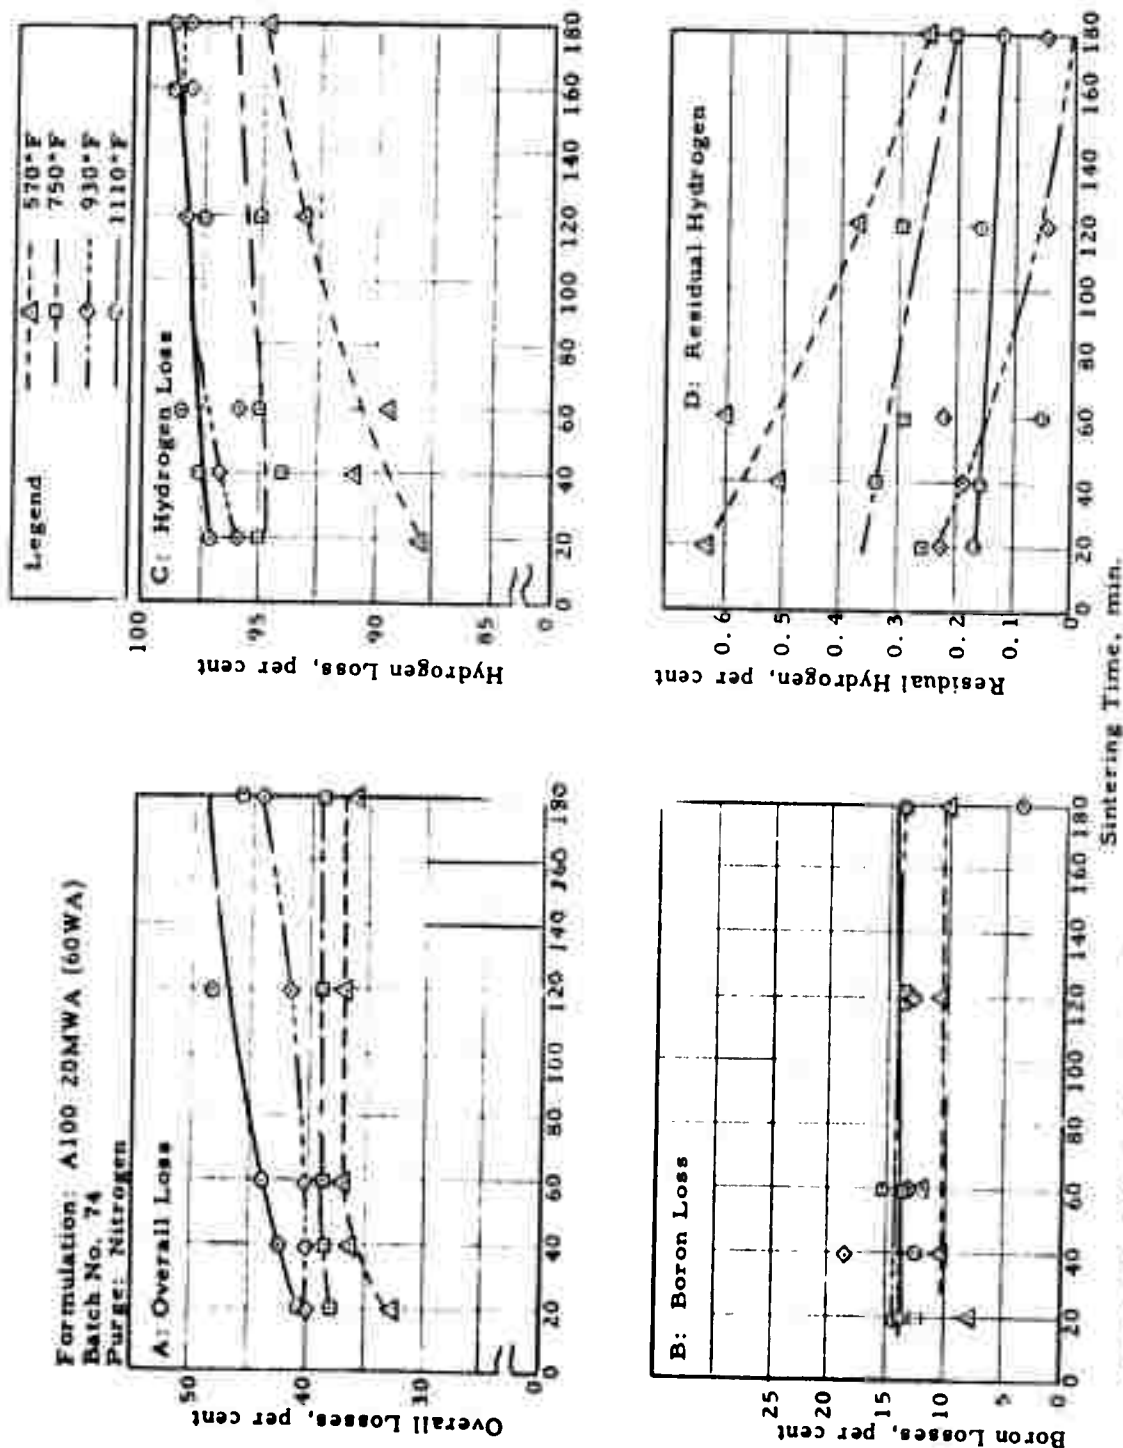 Formulation: A100 20MWA (60WA)
Batch No. 74
Purge: Nitrogen
Legend
570°F
750°F
930°F
1110°F
A: Overall Loss
Overall Losses, per cent
50
40
30
0
0 20 40 60 80 100 120 140 160 180
C: Hydrogen Loss
Hydrogen Loss, per cent
100
95
90
85
0
0 20 40 60 80 100 120 140 160 180
B: Boron Loss
Boron Losses, per cent
25
20
15
10
5
0
0 20 40 60 80 100 120 140 160 180
D: Residual Hydrogen
Residual Hydrogen, per cent
0.6
0.5
0.4
0.3
0.2
0.1
0
0 20 40 60 80 100 120 140 160 180
Sintering Time, min.